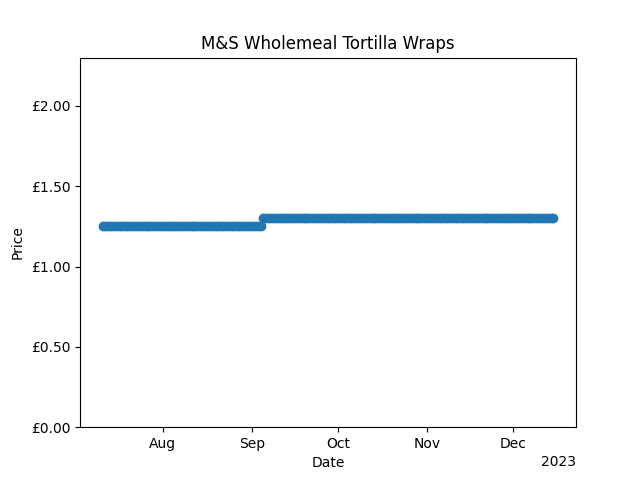 M&S Wholemeal Tortilla Wraps
£2.00
£1.50
£1.00
£0.50
£0.00
Price
Aug Sep Oct Nov Dec
Date
2023